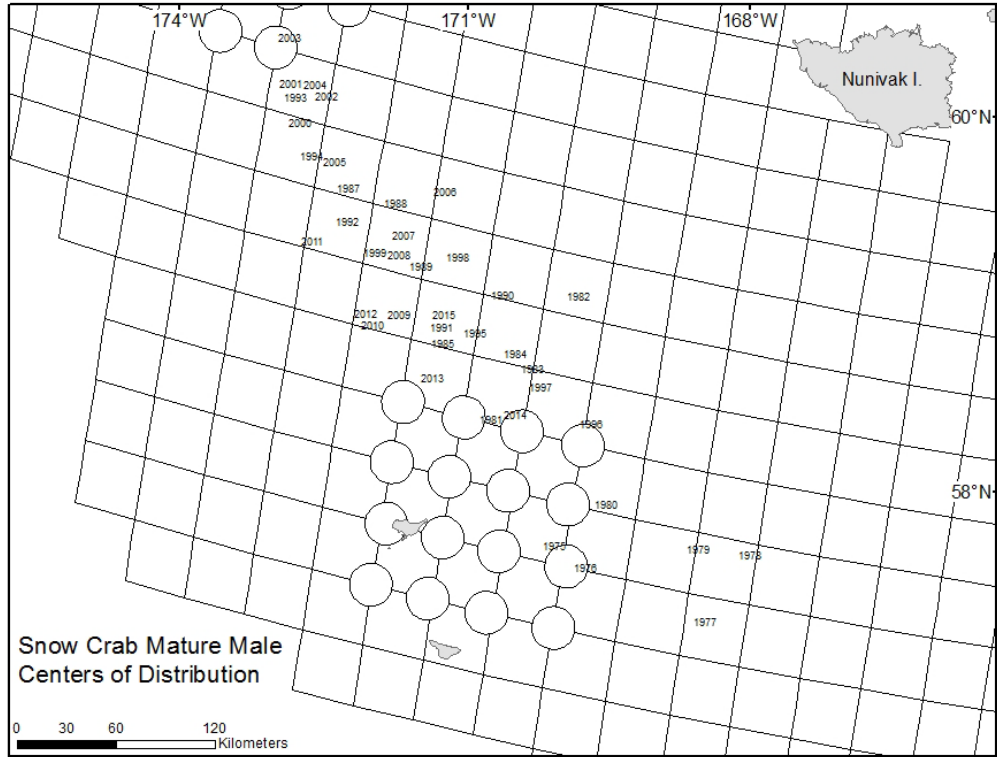 174°W
171°W
168°W
2003
Nunivak I.
2001 2004
1993 2002
60°N
2000
1994
2005
1987
2006
1988
1992
2007
2011
1999 2008
1998
1989
1990
1982
2012 2009 2015
2010 1991
1995
1985
1984
1983
2013
1997
1981 2014
1996
58°N
1980
1975
1979
1978
1976
1977
Snow Crab Mature Male
Centers of Distribution
0 30 60 120
Kilometers